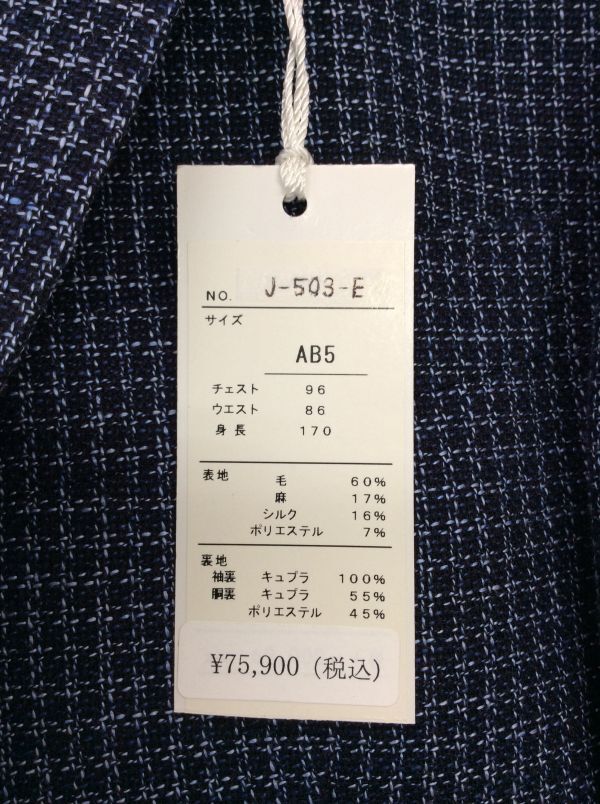 NO. J-503-E
サイズ
AB5
チェスト 96
ウエスト 86
身長 170
表地 毛 60%
麻 17%
シルク 16%
ポリエステル 7%
裏地
袖裏 キュプラ 100%
胴裏 キュプラ 55%
ポリエステル 45%
¥75,900 (税込)